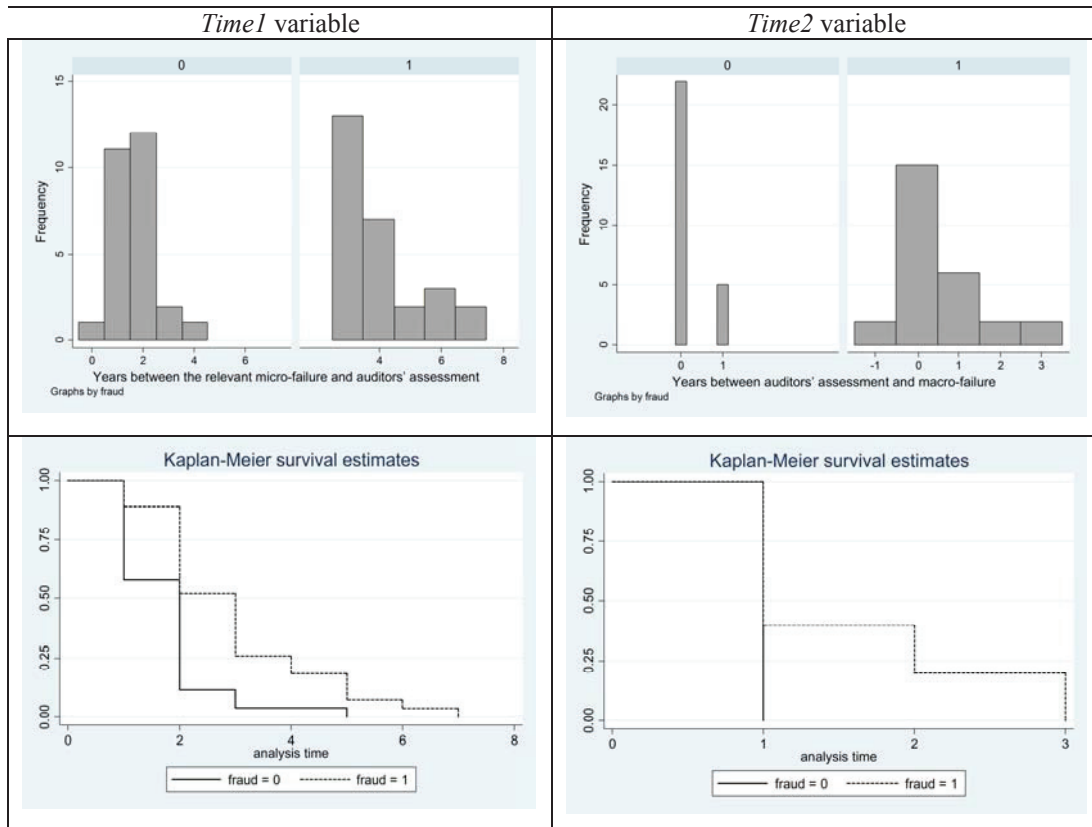 Time1 variable
Time2 variable
0 1
15
10
5
0
Frequency
0 2 4 6 4 6 8
Years between the relevant micro-failure and auditors' assessment
Graphs by fraud
0 1
20
15
10
5
0
Frequency
0 1 -1 0 1 2 3
Years between auditors' assessment and macro-failure
Graphs by fraud
Kaplan-Meier survival estimates
1.00
0.75
0.50
0.25
0.00
0 2 4 6 8
analysis time
fraud = 0 fraud = 1
Kaplan-Meier survival estimates
1.00
0.75
0.50
0.25
0.00
0 1 2 3
analysis time
fraud = 0 fraud = 1